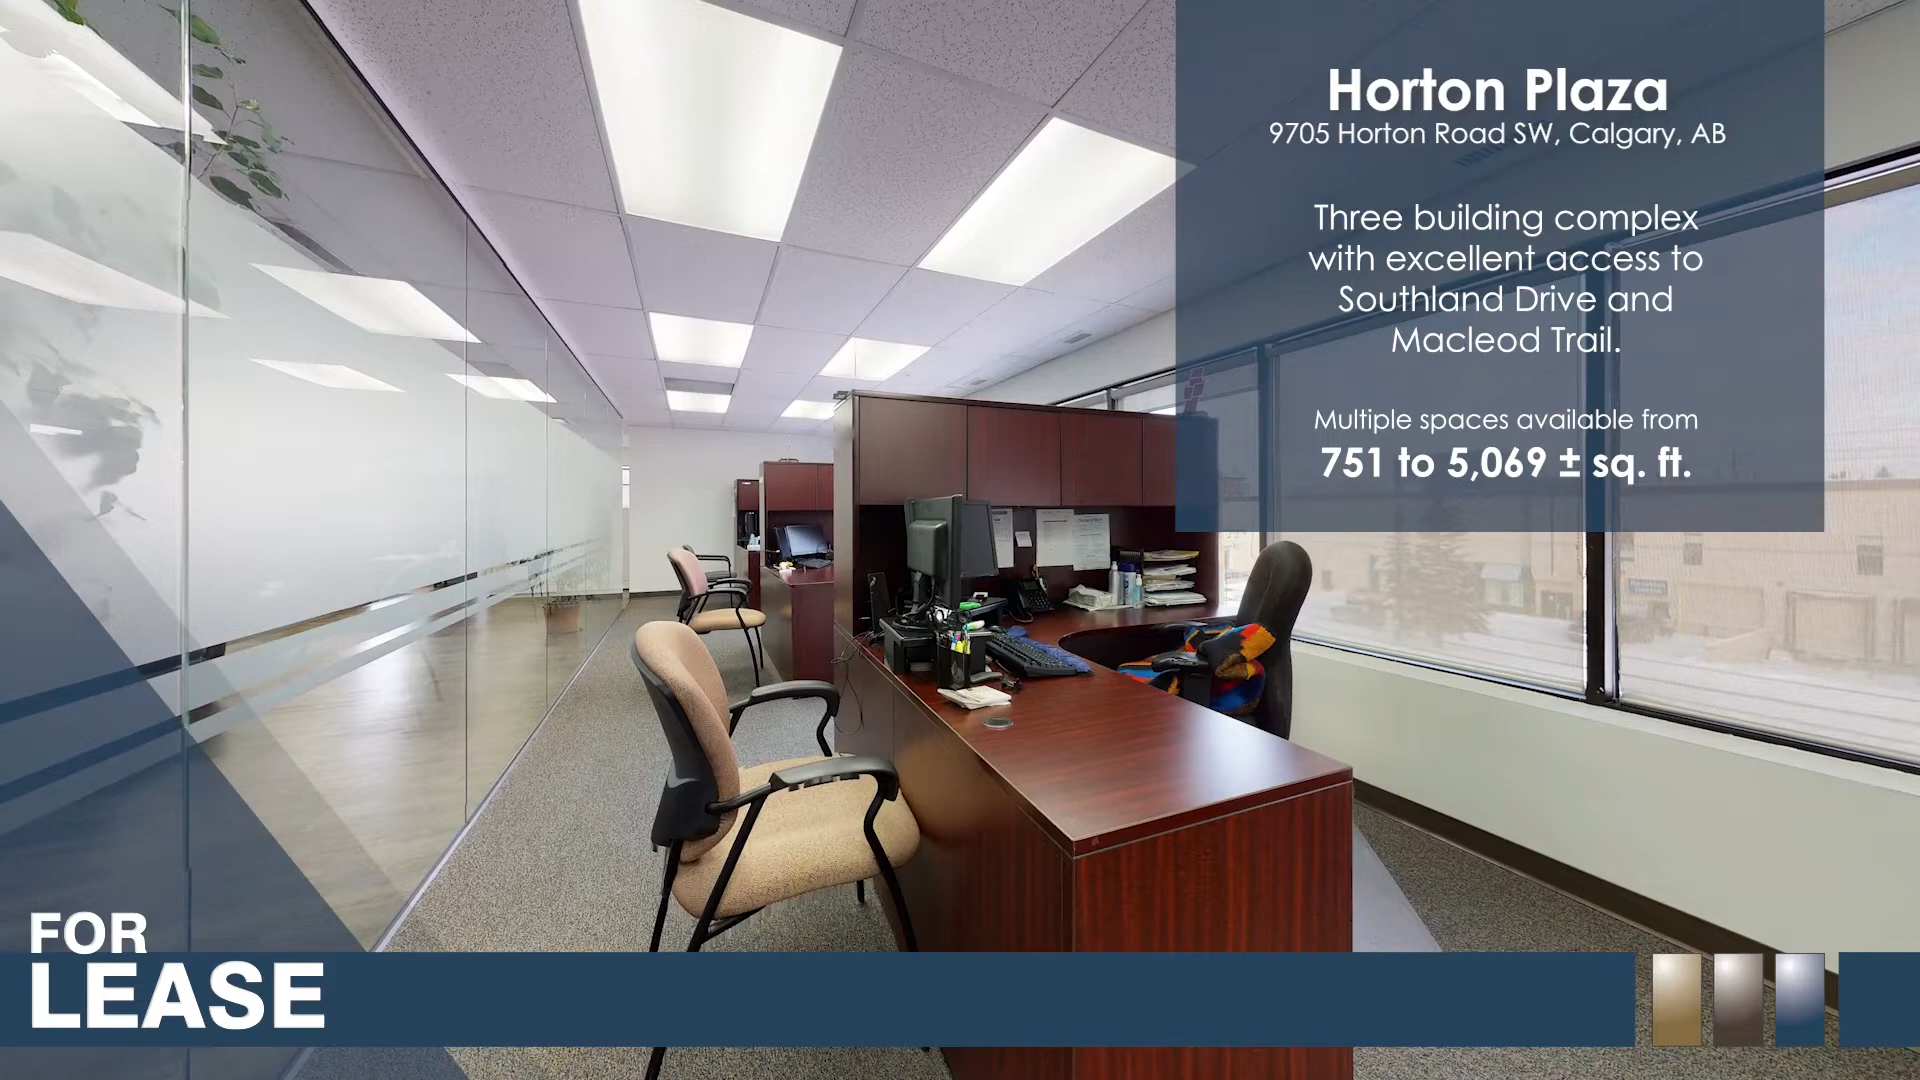 Horton Plaza
9705 Horton Road SW, Calgary, AB
Three building complex
with excellent access to
Southland Drive and
Macleod Trail.
Multiple spaces available from
751 to 5,069 ± sq. ft.
FOR
LEASE